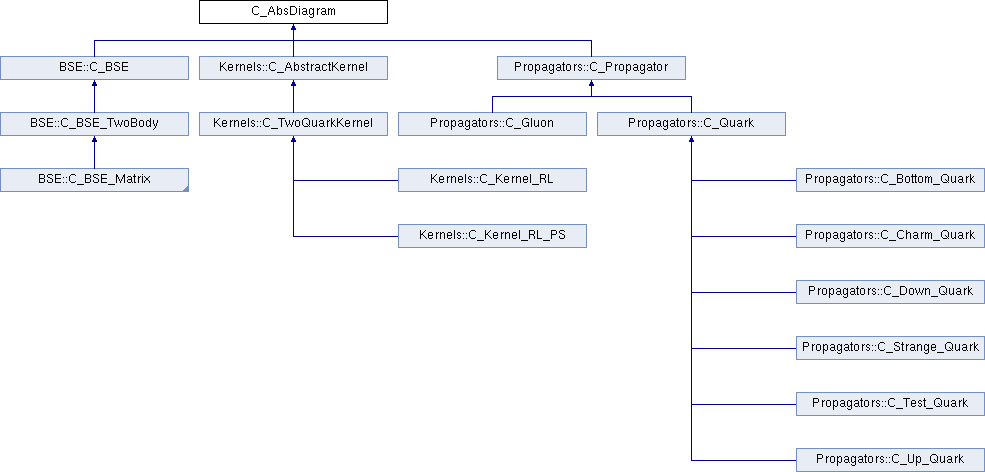 C_AbsDiagram
BSE::C_BSE
Kernels::C_AbstractKernel
Propagators::C_Propagator
BSE::C_BSE_TwoBody
Kernels::C_TwoQuarkKernel
Propagators::C_Gluon
Propagators::C_Quark
BSE::C_BSE_Matrix
Kernels::C_Kernel_RL
Propagators::C_Bottom_Quark
Kernels::C_Kernel_RL_PS
Propagators::C_Charm_Quark
Propagators::C_Down_Quark
Propagators::C_Strange_Quark
Propagators::C_Test_Quark
Propagators::C_Up_Quark